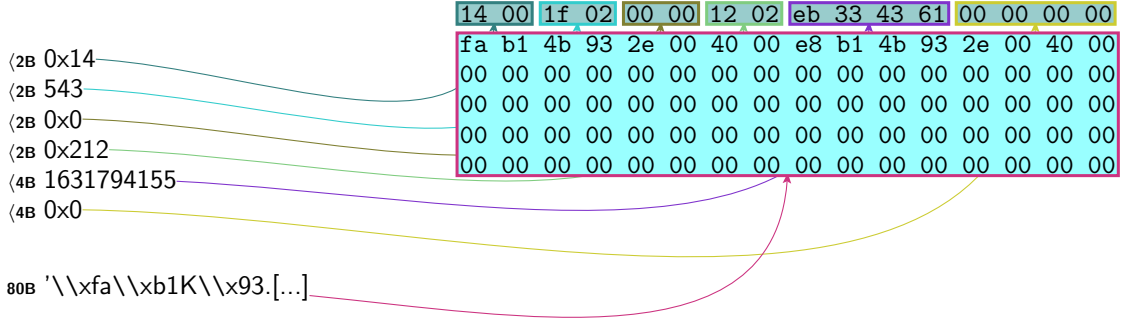 14 00 1f 02 00 00 12 02 eb 33 43 61 00 00 00 00
fa b1 4b 93 2e 00 40 00 e8 b1 4b 93 2e 00 40 00
00 00 00 00 00 00 00 00 00 00 00 00 00 00 00 00
00 00 00 00 00 00 00 00 00 00 00 00 00 00 00 00
00 00 00 00 00 00 00 00 00 00 00 00 00 00 00 00
00 00 00 00 00 00 00 00 00 00 00 00 00 00 00 00
⟨2B 0x14
⟨2B 543
⟨2B 0x0
⟨2B 0x212
⟨4B 1631794155
⟨4B 0x0
80B '\\xfa\\xb1K\\x93.[...]